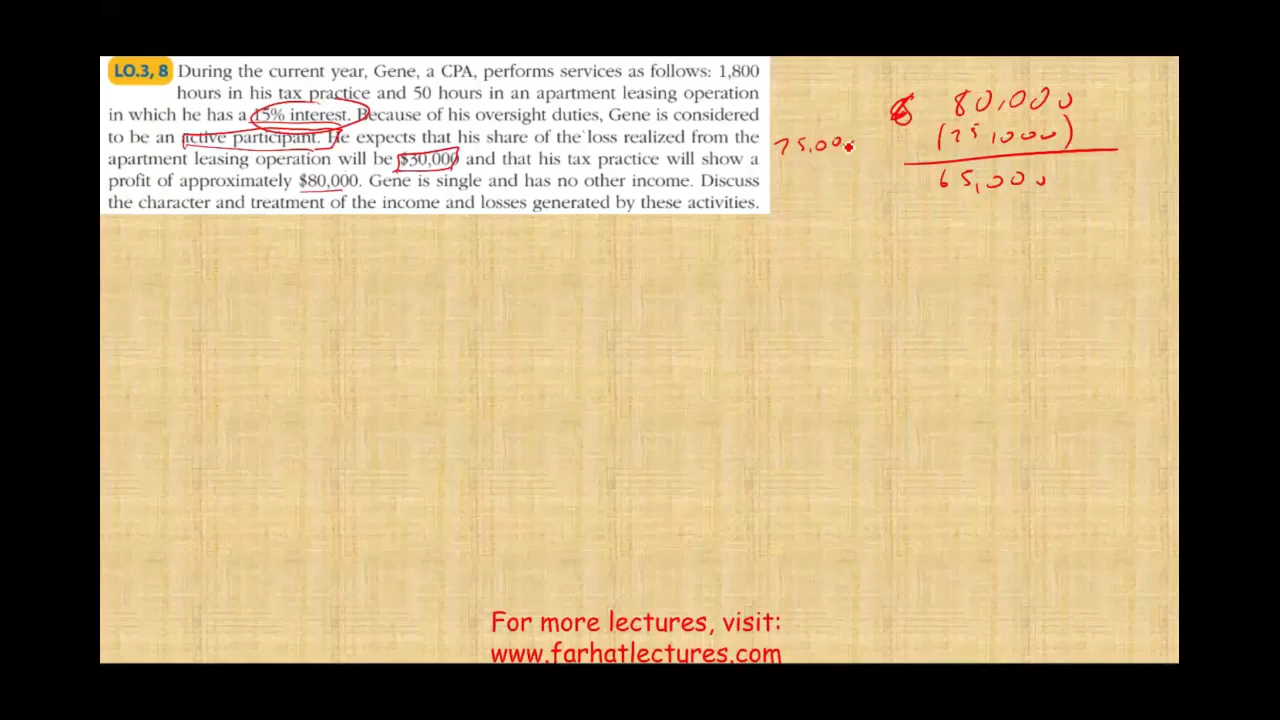 LO.3, 8 During the current year, Gene, a CPA, performs services as follows: 1,800
hours in his tax practice and 50 hours in an apartment leasing operation
in which he has a 15% interest. Because of his oversight duties, Gene is considered
to be an active participant. He expects that his share of the loss realized from the
apartment leasing operation will be $30,000 and that his tax practice will show a
profit of approximately $80,000. Gene is single and has no other income. Discuss
the character and treatment of the income and losses generated by these activities.
25,00
80,000
(25,000)
65,000
For more lectures, visit:
www.farhatlectures.com